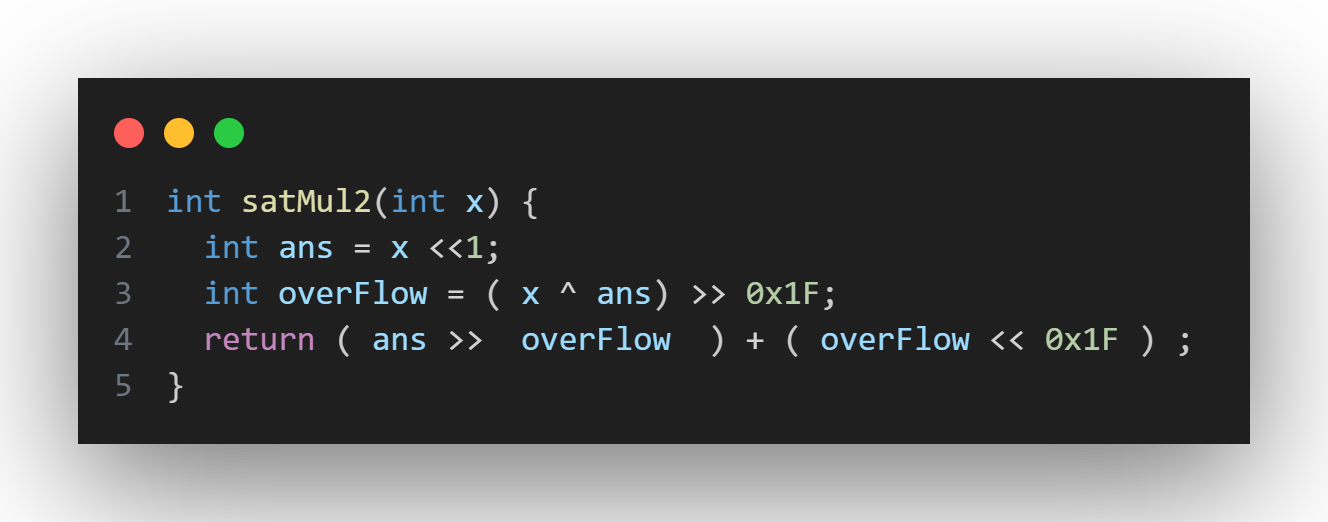 1 int satMul2(int x) {
2   int ans = x <<1;
3   int overFlow = ( x ^ ans) >> 0x1F;
4   return ( ans >>  overFlow  ) + ( overFlow << 0x1F ) ;
5 }